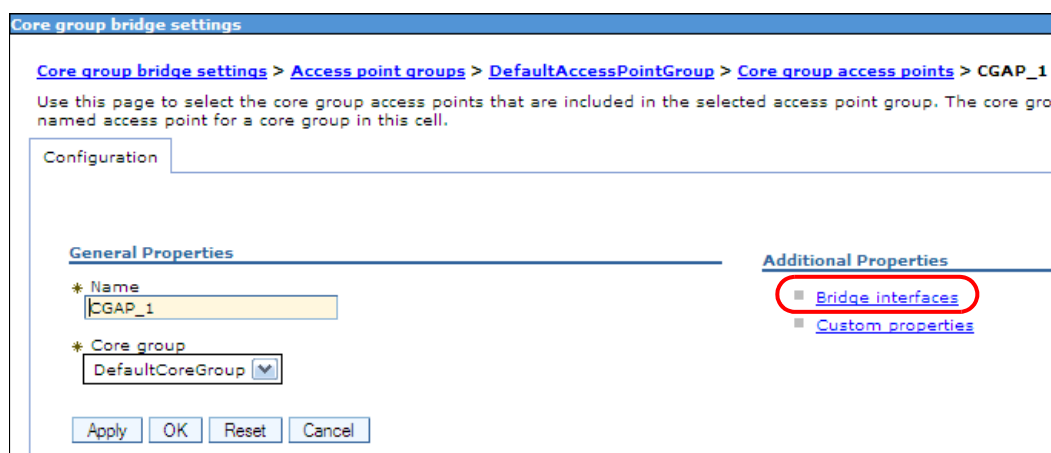 Core group bridge settings
Core group bridge settings > Access point groups > DefaultAccessPointGroup > Core group access points > CGAP_1
Use this page to select the core group access points that are included in the selected access point group. The core gro
named access point for a core group in this cell.
Configuration
General Properties
* Name
CGAP_1
* Core group
DefaultCoreGroup
Apply OK Reset Cancel
Additional Properties
Bridge interfaces
Custom properties